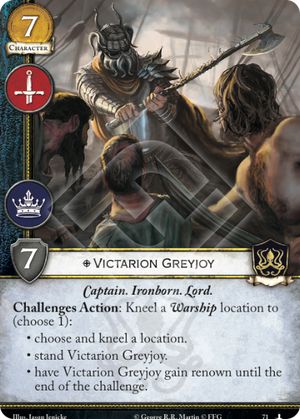 7
CHARACTER
7
VICTARION GREYJOY
Captain. Ironborn. Lord.
Challenges Action: Kneel a Warship location to
(choose 1):
• choose and kneel a location.
• stand Victarion Greyjoy.
• have Victarion Greyjoy gain renown until the
end of the challenge.
Illus. Jason Jenicke
© George R.R. Martin © FFG
71